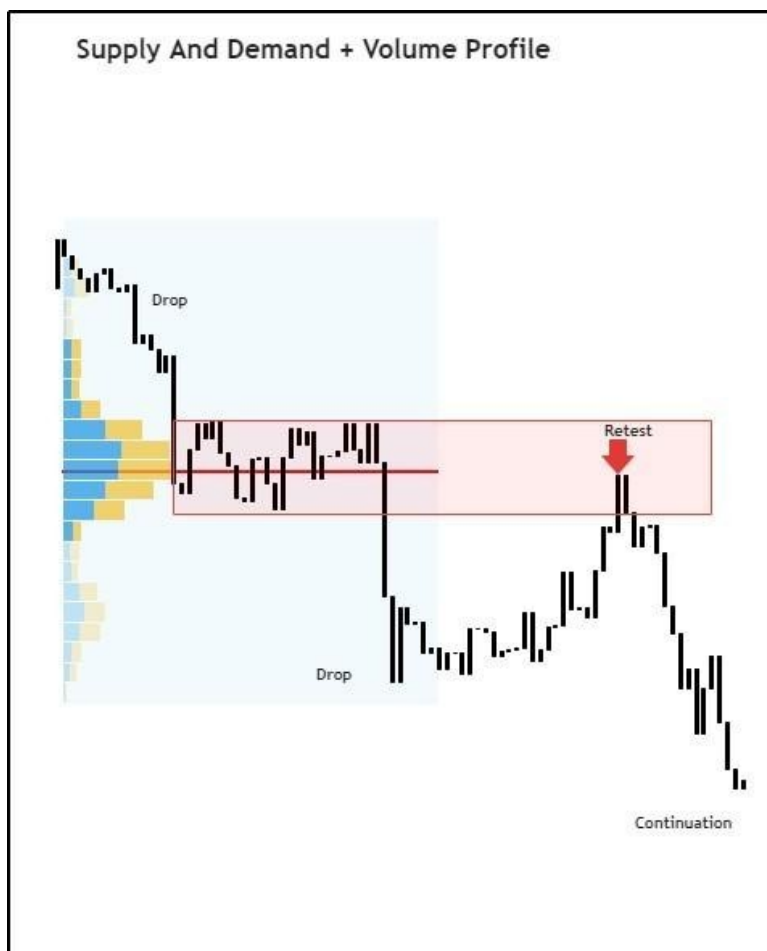 Supply And Demand + Volume Profile
Drop
Retest
Drop
Continuation